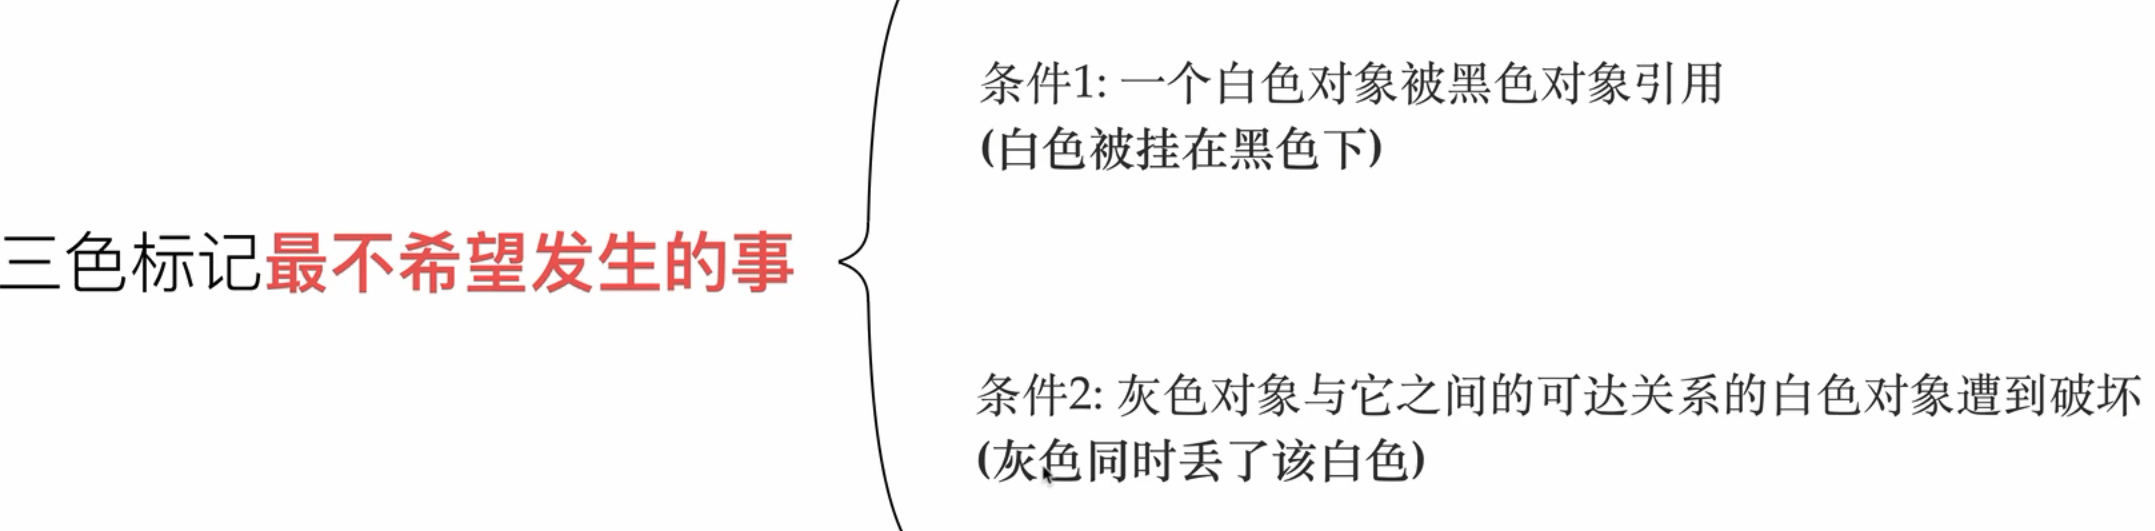 三色标记最不希望发生的事
条件1: 一个白色对象被黑色对象引用
(白色被挂在黑色下)
条件2: 灰色对象与它之间的可达关系的白色对象遭到破坏
(灰色同时丢了该白色)